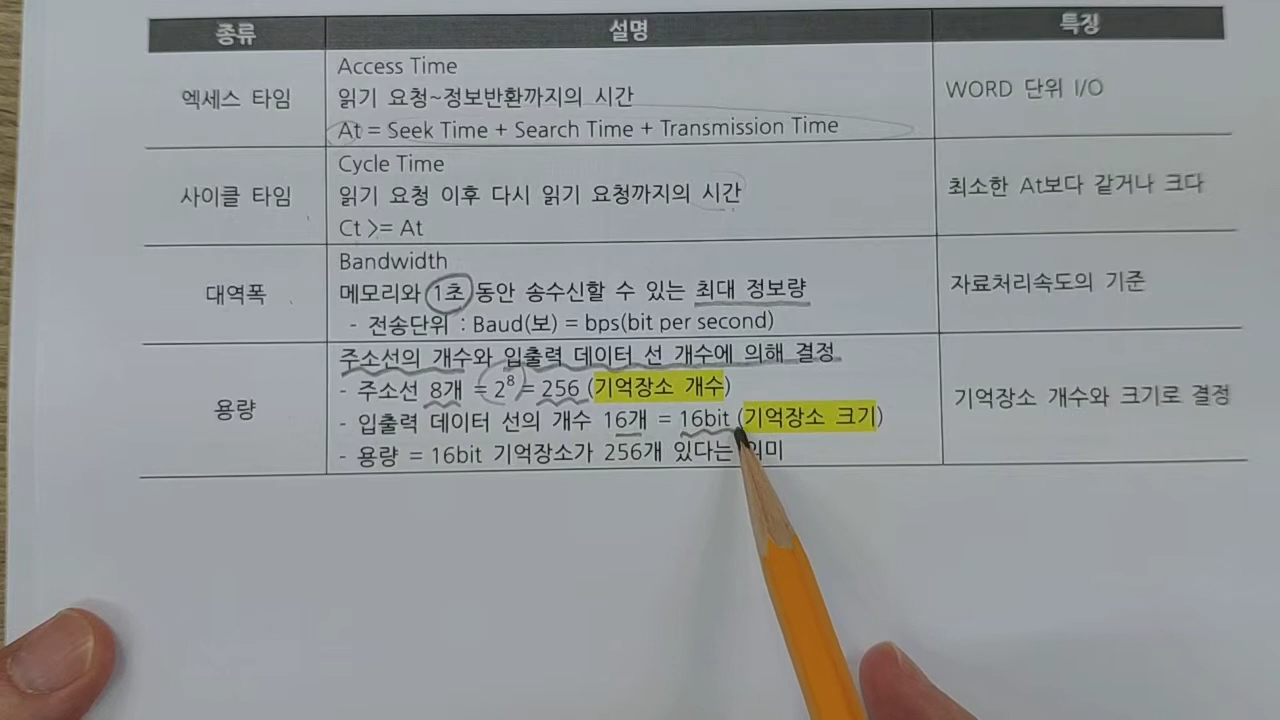 종류 설명 특징
엑세스 타임
Access Time
읽기 요청~정보반환까지의 시간
At = Seek Time + Search Time + Transmission Time
WORD 단위 I/O
사이클 타임
Cycle Time
읽기 요청 이후 다시 읽기 요청까지의 시간
Ct >= At
최소한 At보다 같거나 크다
대역폭
Bandwidth
메모리와 1초 동안 송수신할 수 있는 최대 정보량
- 전송단위 : Baud(보) = bps(bit per second)
자료처리속도의 기준
용량
주소선의 개수와 입출력 데이터 선 개수에 의해 결정
- 주소선 8개 = 2⁸ = 256 (기억장소 개수)
- 입출력 데이터 선의 개수 16개 = 16bit (기억장소 크기)
- 용량 = 16bit 기억장소가 256개 있다는
기억장소 개수와 크기로 결정